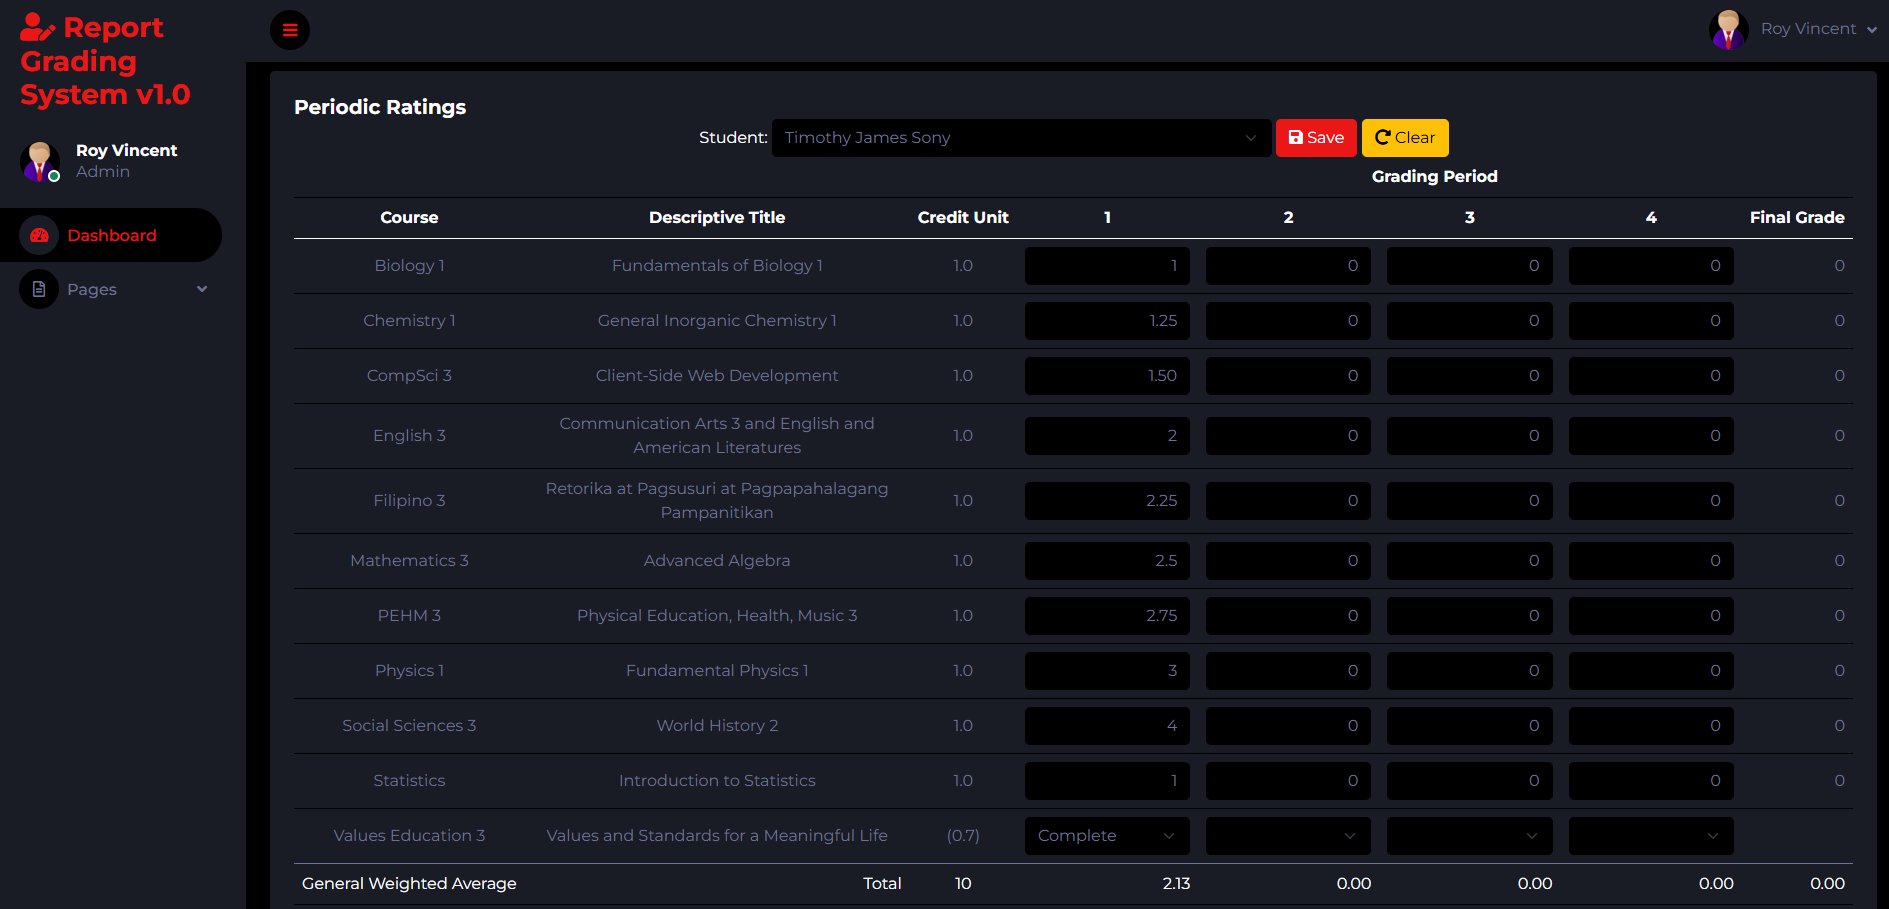 Report
Grading
System v1.0
Roy Vincent
Roy Vincent
Admin
Dashboard
Pages
Periodic Ratings
Student: Timothy James Sony Save Clear
Grading Period
Course Descriptive Title Credit Unit 1 2 3 4 Final Grade
Biology 1 Fundamentals of Biology 1 1.0 1 0 0 0 0
Chemistry 1 General Inorganic Chemistry 1 1.0 1.25 0 0 0 0
CompSci 3 Client-Side Web Development 1.0 1.50 0 0 0 0
English 3 Communication Arts 3 and English and
American Literatures 1.0 2 0 0 0 0
Filipino 3 Retorika at Pagsusuri at Pagpapahalagang
Pampanitikan 1.0 2.25 0 0 0 0
Mathematics 3 Advanced Algebra 1.0 2.5 0 0 0 0
PEHM 3 Physical Education, Health, Music 3 1.0 2.75 0 0 0 0
Physics 1 Fundamental Physics 1 1.0 3 0 0 0 0
Social Sciences 3 World History 2 1.0 4 0 0 0 0
Statistics Introduction to Statistics 1.0 1 0 0 0 0
Values Education 3 Values and Standards for a Meaningful Life (0.7) Complete
General Weighted Average Total 10 2.13 0.00 0.00 0.00 0.00